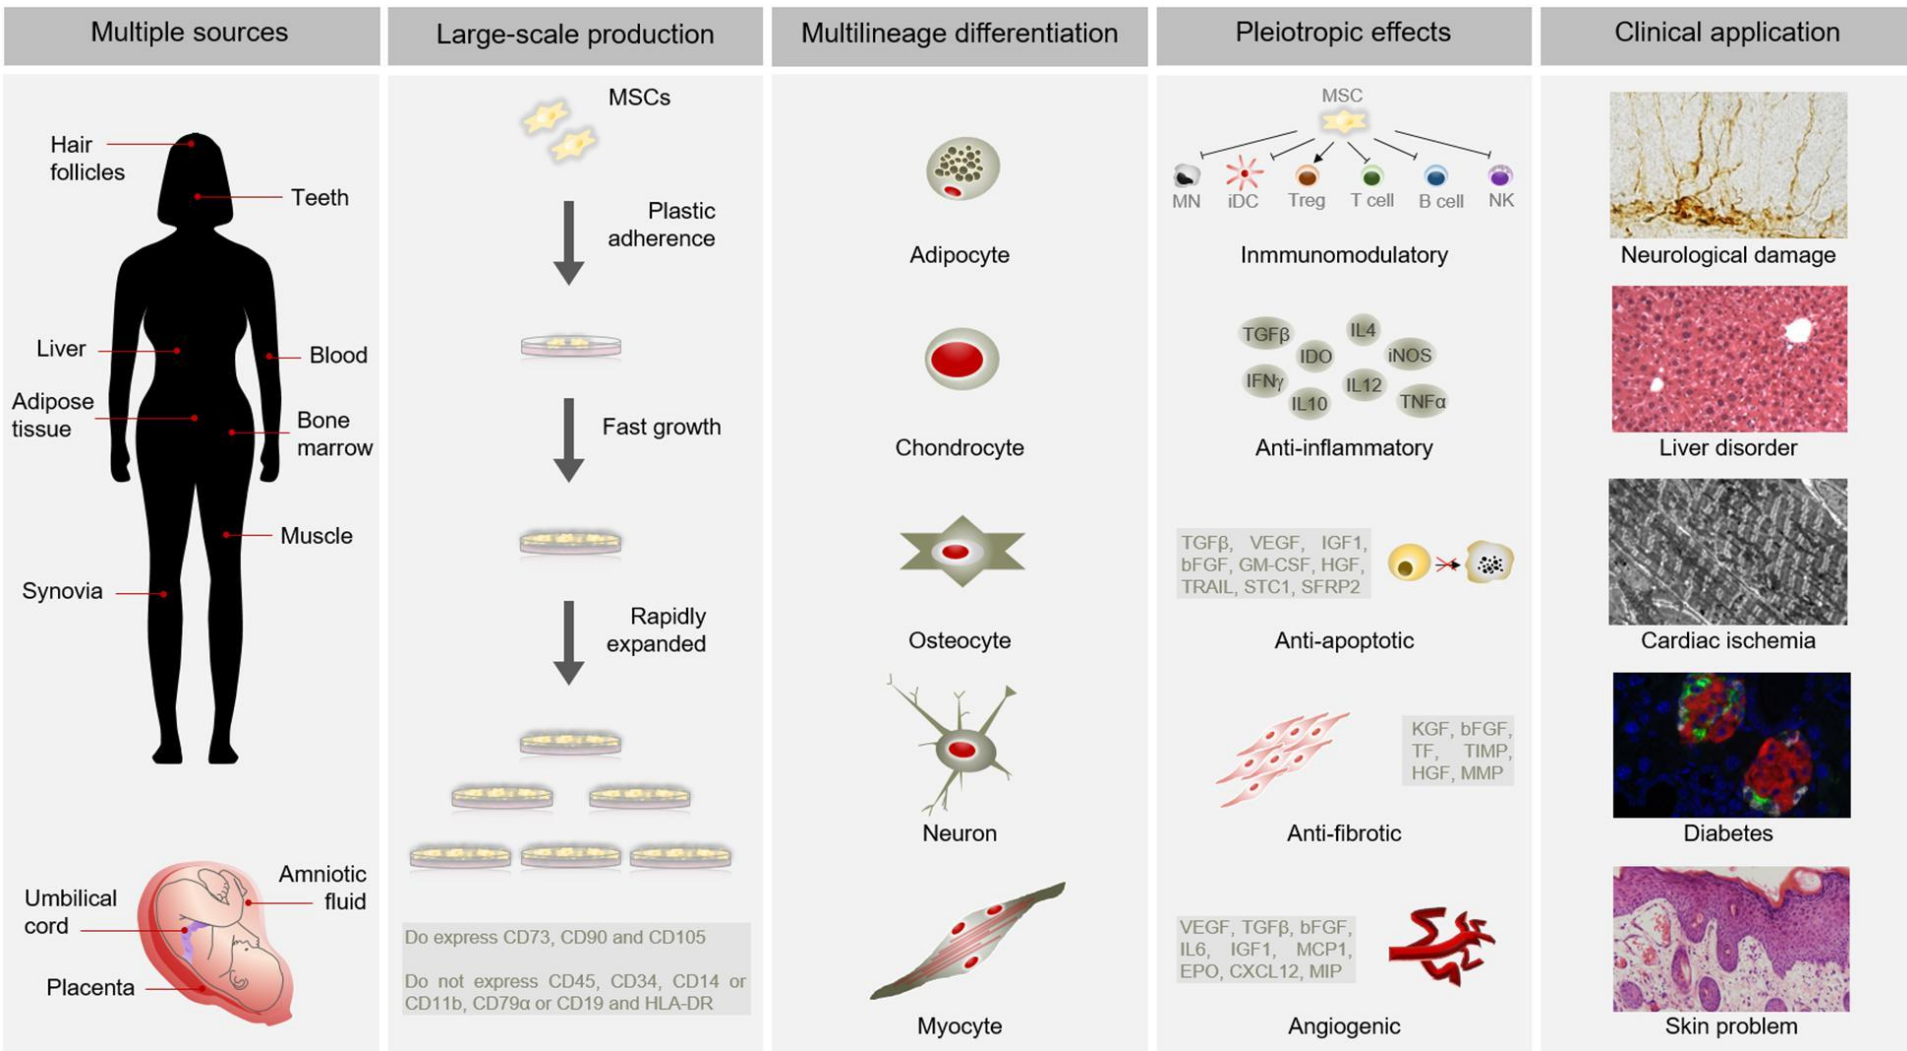 Multiple sources
Large-scale production
Multilineage differentiation
Pleiotropic effects
Clinical application
Hair
follicles
Teeth
Liver
Blood
Adipose
tissue
Bone
marrow
Muscle
Synovia
Amniotic
fluid
Umbilical
cord
Placenta
MSCs
Plastic
adherence
Fast growth
Rapidly
expanded
Do express CD73, CD90 and CD105
Do not express CD45, CD34, CD14 or
CD11b, CD79α or CD19 and HLA-DR
Adipocyte
Chondrocyte
Osteocyte
Neuron
Myocyte
MSC
MN
iDC
Treg
T cell
B cell
NK
Inmmunomodulatory
TGFβ
IL4
IDO
iNOS
IFNγ
IL12
IL10
TNFα
Anti-inflammatory
TGFβ, VEGF, IGF1,
bFGF, GM-CSF, HGF,
TRAIL, STC1, SFRP2
Anti-apoptotic
KGF, bFGF,
TF, TIMP,
HGF, MMP
Anti-fibrotic
VEGF, TGFβ, bFGF,
IL6, IGF1, MCP1,
EPO, CXCL12, MIP
Angiogenic
Neurological damage
Liver disorder
Cardiac ischemia
Diabetes
Skin problem